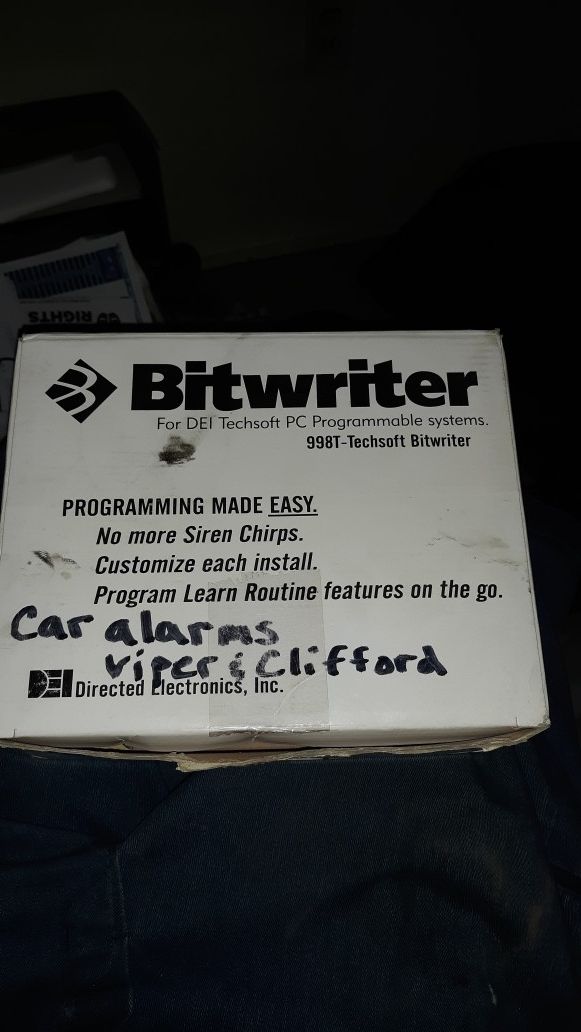 RIGHTS
Bitwriter
For DEI Techsoft PC Programmable systems.
998T-Techsoft Bitwriter
PROGRAMMING MADE EASY.
No more Siren Chirps.
Customize each install.
Program Learn Routine features on the go.
Car alarms
viper & Clifford
DEI Directed Electronics, Inc.